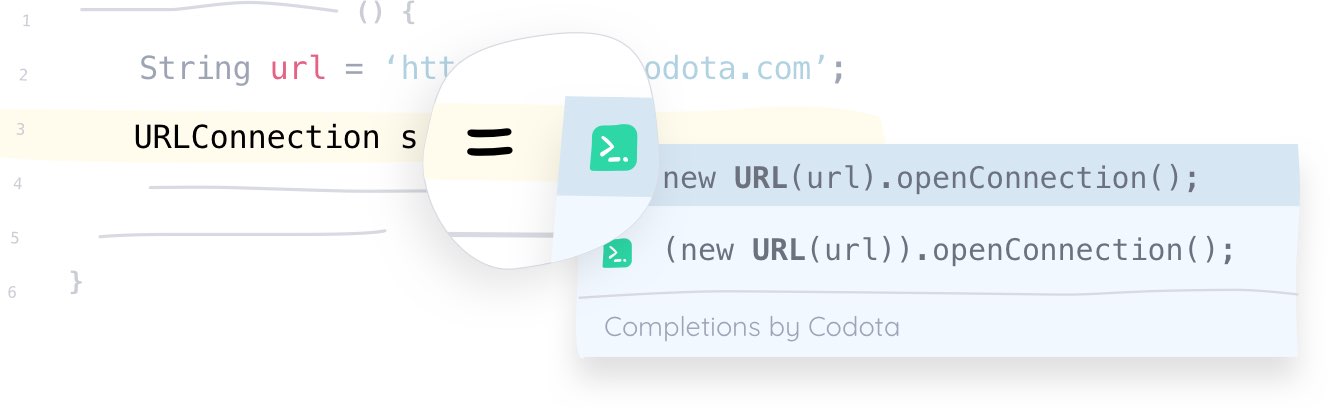 1 () {
2 String url = ‘htt odota.com’;
3 URLConnection s =
new URL(url).openConnection();
4
5 (new URL(url)).openConnection();
6 }
Completions by Codota